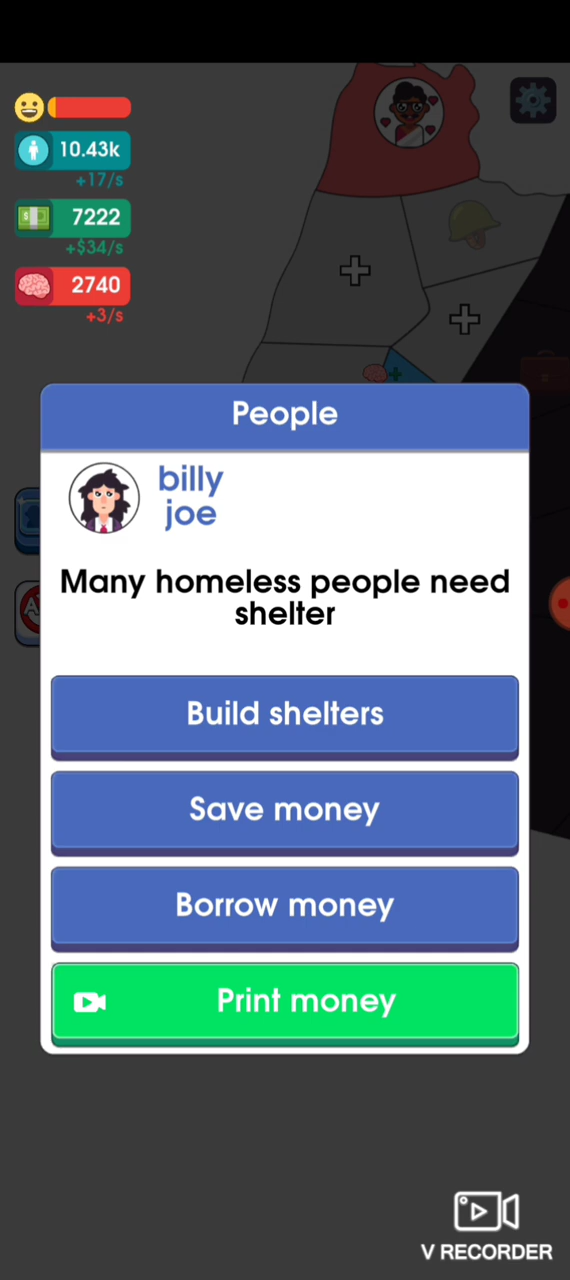 10.43k
+17/s
7222
+$34/s
2740
+3/s
People
billy
joe
Many homeless people need
shelter
Build shelters
Save money
Borrow money
Print money
V RECORDER